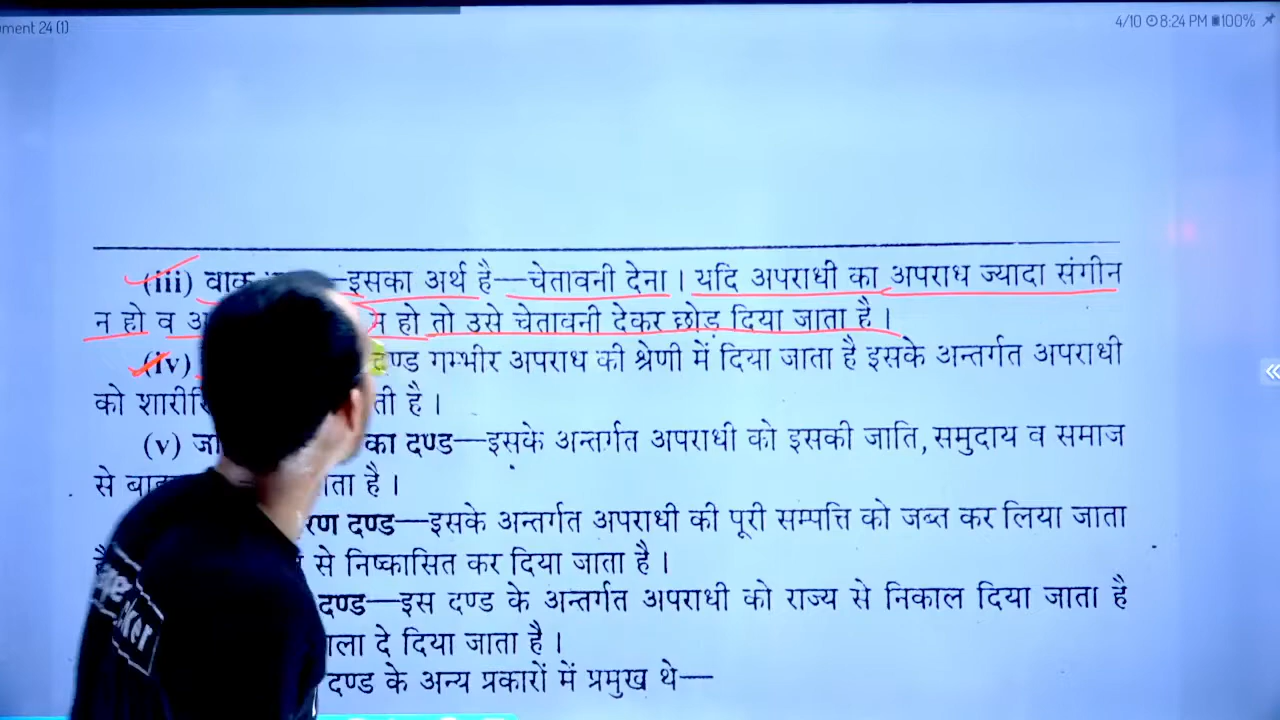 ument 24 (1)
4/10 8:24 PM 100%
(iii) वाक —इसका अर्थ है—चेतावनी देना । यदि अपराधी का अपराध ज्यादा संगीन
न हो व हो तो उसे चेतावनी देकर छोड़ दिया जाता है ।
(iv) दण्ड गम्भीर अपराध की श्रेणी में दिया जाता है इसके अन्तर्गत अपराधी
को है ।
(v) का दण्ड—इसके अन्तर्गत अपराधी को इसकी जाति, समुदाय व समाज
से है ।
दण्ड—इसके अन्तर्गत अपराधी की पूरी सम्पत्ति को जब्त कर लिया जाता
से निष्कासित कर दिया जाता है ।
दण्ड—इस दण्ड के अन्तर्गत अपराधी को राज्य से निकाल दिया जाता है
दे दिया जाता है ।
दण्ड के अन्य प्रकारों में प्रमुख थे—